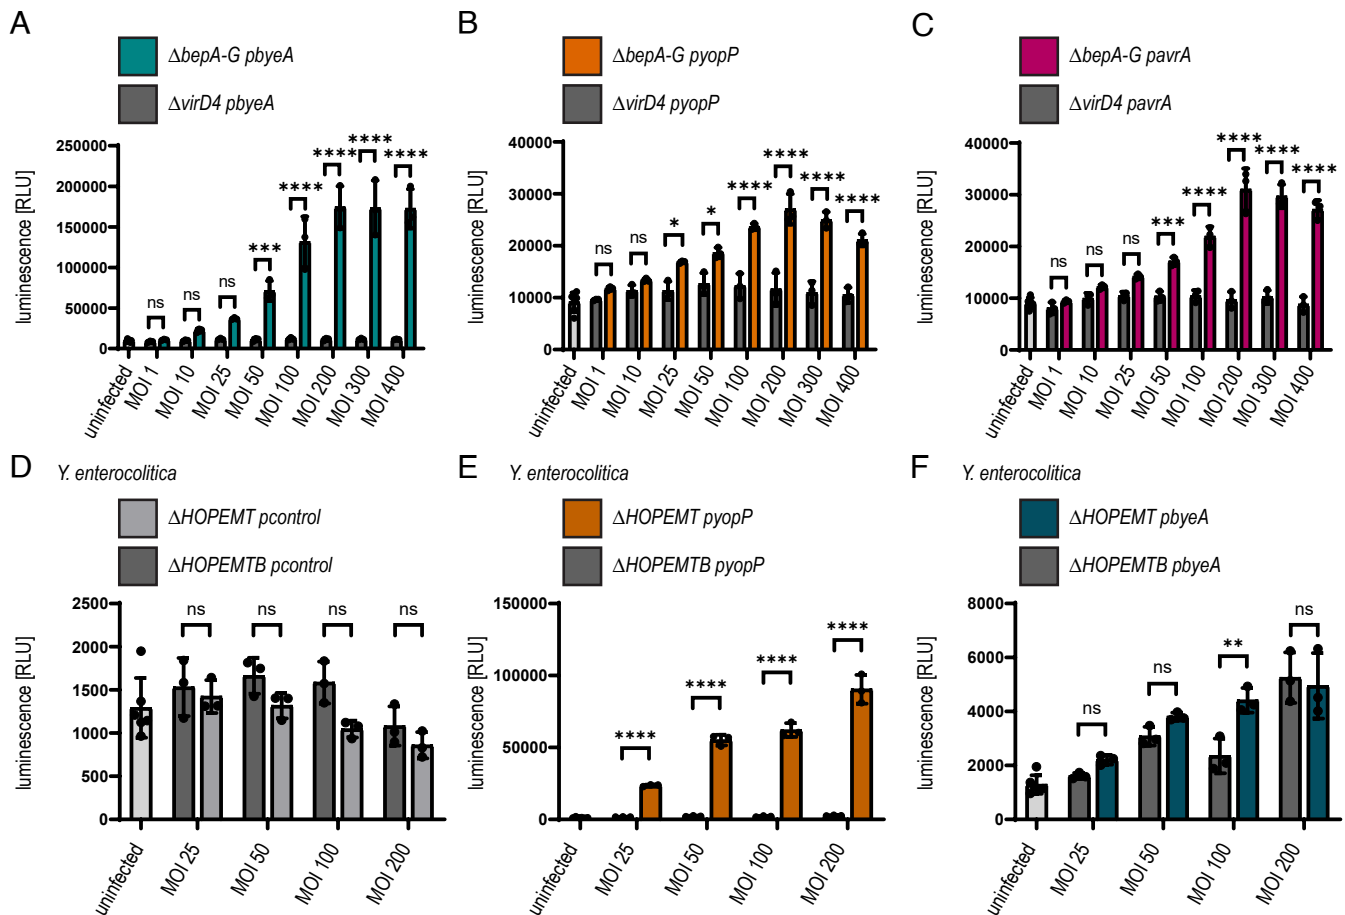 A
ΔbepA-G pbyeA
ΔvirD4 pbyeA
luminescence [RLU]
250000
200000
150000
100000
50000
0
ns
ns
ns
***
****
****
****
****
uninfected
MOI 1
MOI 10
MOI 25
MOI 50
MOI 100
MOI 200
MOI 300
MOI 400
B
ΔbepA-G pyopP
ΔvirD4 pyopP
luminescence [RLU]
40000
30000
20000
10000
0
ns
ns
*
*
****
****
****
****
uninfected
MOI 1
MOI 10
MOI 25
MOI 50
MOI 100
MOI 200
MOI 300
MOI 400
C
ΔbepA-G pavrA
ΔvirD4 pavrA
luminescence [RLU]
40000
30000
20000
10000
0
ns
ns
ns
***
****
****
****
****
uninfected
MOI 1
MOI 10
MOI 25
MOI 50
MOI 100
MOI 200
MOI 300
MOI 400
D
Y. enterocolitica
ΔHOPEMT pcontrol
ΔHOPEMTB pcontrol
luminescence [RLU]
2500
2000
1500
1000
500
0
ns
ns
ns
ns
uninfected
MOI 25
MOI 50
MOI 100
MOI 200
E
Y. enterocolitica
ΔHOPEMT pyopP
ΔHOPEMTB pyopP
luminescence [RLU]
150000
100000
50000
0
****
****
****
****
uninfected
MOI 25
MOI 50
MOI 100
MOI 200
F
Y. enterocolitica
ΔHOPEMT pbyeA
ΔHOPEMTB pbyeA
luminescence [RLU]
8000
6000
4000
2000
0
ns
ns
**
ns
uninfected
MOI 25
MOI 50
MOI 100
MOI 200